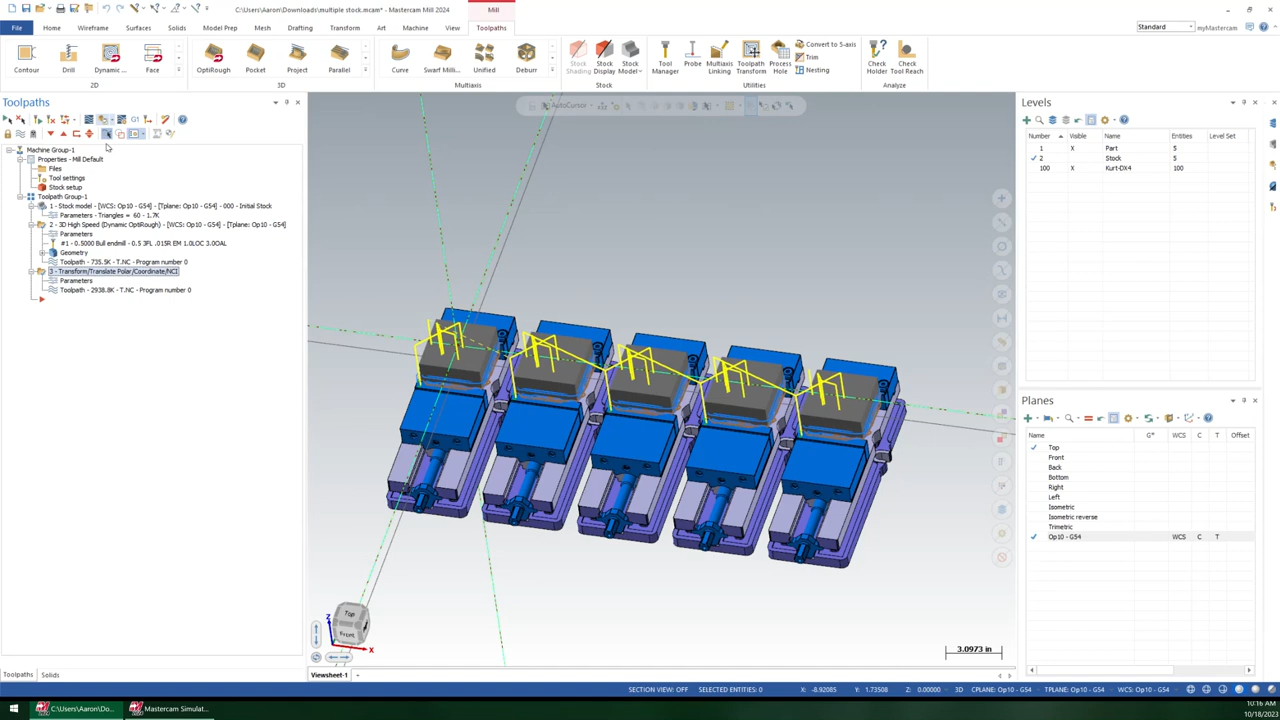 C:\Users\Aaron\Downloads\multiple stock.mcam* - Mastercam Mill 2024
Mill
File
Home
Wireframe
Surfaces
Solids
Model Prep
Mesh
Drafting
Transform
Art
Machine
View
Toolpaths
Standard
myMastercam
Contour
Drill
Dynamic ...
Face
OptiRough
Pocket
Project
Parallel
Curve
Swarf Milli...
Unified
Deburr
Stock Shading
Stock Display
Stock Model
Tool Manager
Probe
Multiaxis Linking
Toolpath Transform
Process Hole
Convert to 5-axis
Trim
Nesting
Check Holder
Check Tool Reach
2D
3D
Multiaxis
Stock
Utilities
Analyze
Toolpaths
G1
AutoCursor
Machine Group-1
Properties - Mill Default
Files
Tool settings
Stock setup
Toolpath Group-1
1 - Stock model - [WCS: Op10 - G54] - [Tplane: Op10 - G54] - 000 - Initial Stock
Parameters - Triangles = 60 - 1.7K
2 - 3D High Speed (Dynamic OptiRough) - [WCS: Op10 - G54] - [Tplane: Op10 - G54]
Parameters
#1 - 0.5000 Bull endmill - 0.5 3FL .015R EM 1.0LOC 3.0OAL
Geometry
Toolpath - 735.5K - T.NC - Program number 0
3 - Transform/Translate Polar/Coordinate/NCI
Parameters
Toolpath - 2938.8K - T.NC - Program number 0
Levels
Number Visible Name Entities Level Set
1 X Part 5
2 Stock 5
100 X Kurt-DX4 100
Planes
Name G* WCS C T Offset
Top
Front
Back
Bottom
Right
Left
Isometric
Isometric reverse
Trimetric
Op10 - G54 WCS C T
Top
Front
Z
X
3.0973 in
Toolpaths
Solids
Viewsheet-1
+
SECTION VIEW: OFF SELECTED ENTITIES: 0 X: -8.92085 Y: 1.73508 Z: 0.00000 3D CPLANE: Op10 - G54 TPLANE: Op10 - G54 WCS: Op10 - G54
C:\Users\Aaron\Do...
Mastercam Simulat...
10:16 AM
10/18/2023